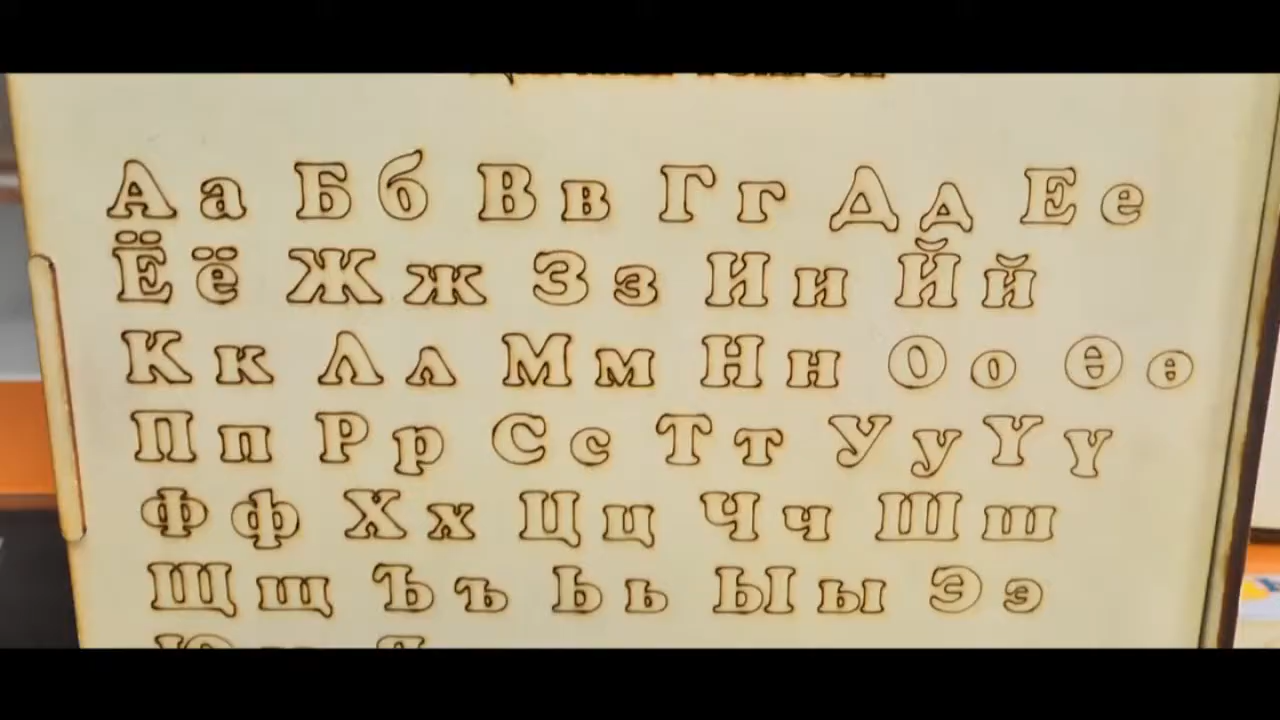 А а Б б В в Г г Д д Е е
Ё ё Ж ж З з И и Й й
К к Л л М м Н н О о Ө ө
П п Р р С с Т т У у Ү ү
Ф ф Х х Ц ц Ч ч Ш ш
Щ щ Ъ ъ Ь ь Ы ы Э э